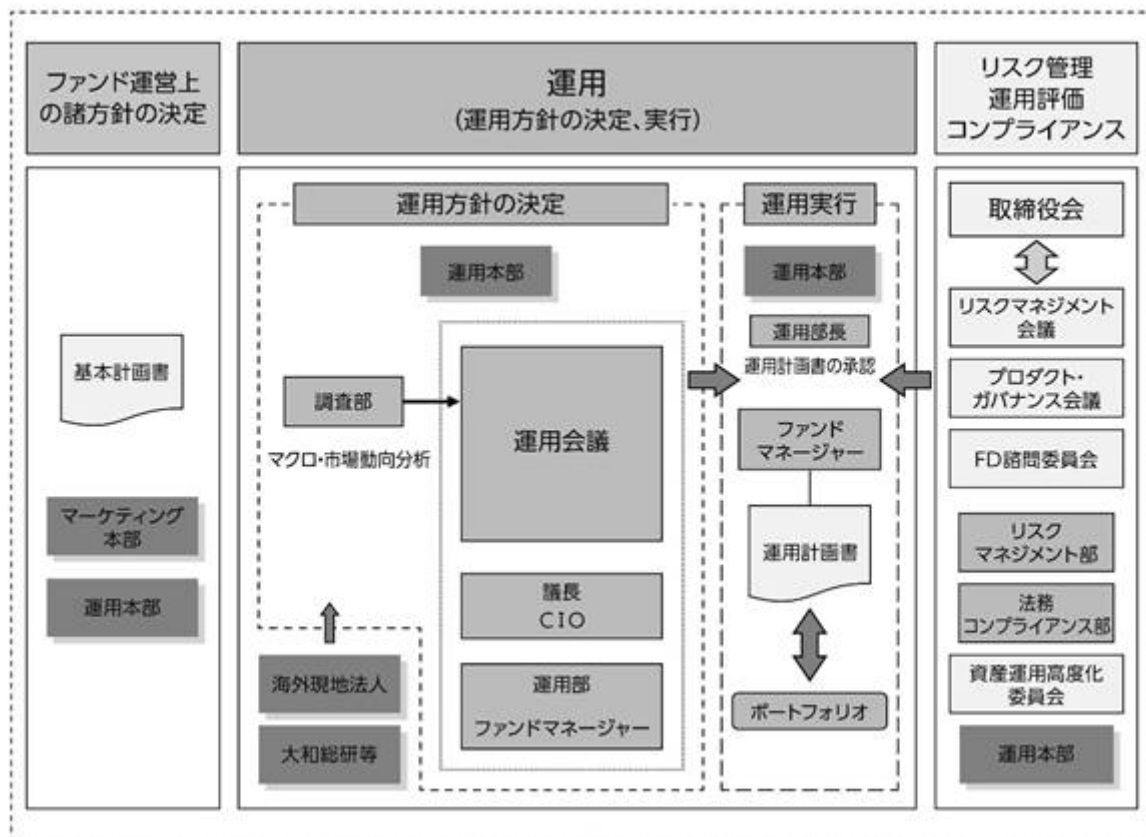 ファンド運営上
の諸方針の決定
運用
(運用方針の決定、実行)
リスク管理
運用評価
コンプライアンス
基本計画書
マーケティング
本部
運用本部
運用方針の決定
運用本部
調査部
マクロ・市場動向分析
運用会議
議長
CIO
運用部
ファンドマネージャー
海外現地法人
大和総研等
運用実行
運用本部
運用部長
運用計画書の承認
ファンド
マネージャー
運用計画書
ポートフォリオ
取締役会
リスクマネジメント
会議
プロダクト・
ガバナンス会議
FD諮問委員会
リスク
マネジメント部
法務
コンプライアンス部
資産運用高度化
委員会
運用本部